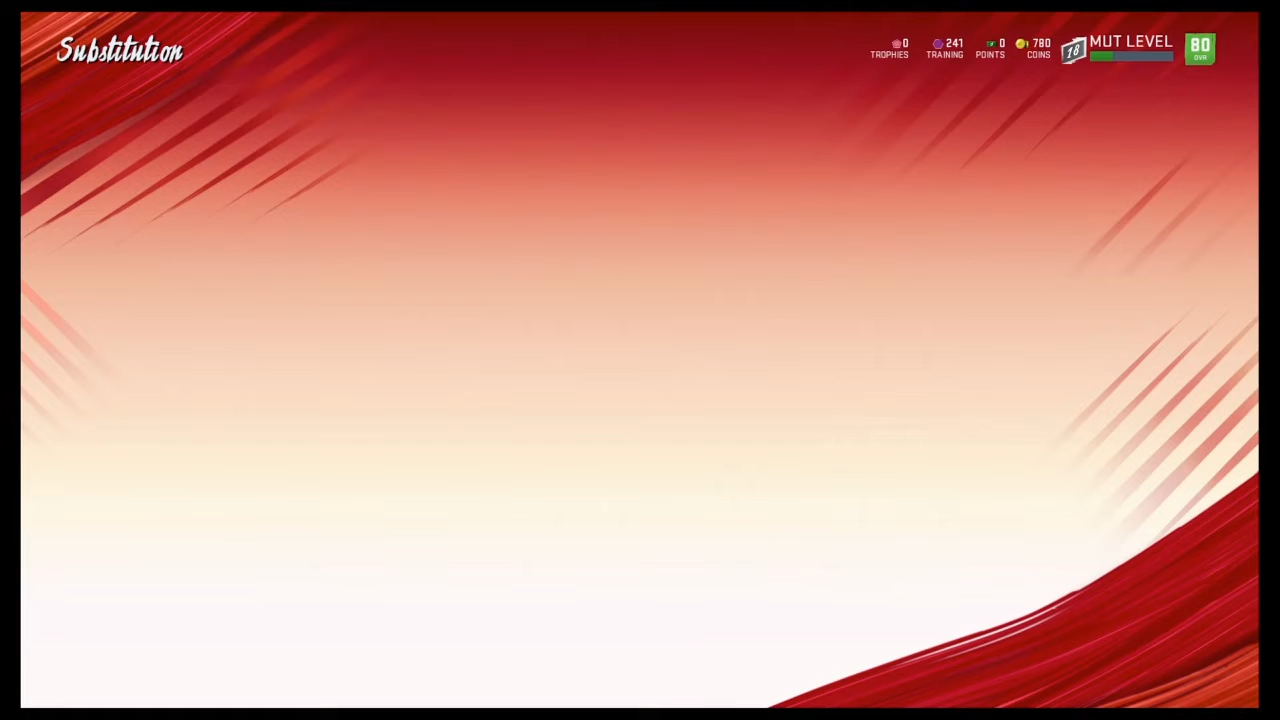 Substitution
0 TROPHIES
241 TRAINING
0 POINTS
780 COINS
18 MUT LEVEL
80 OVR